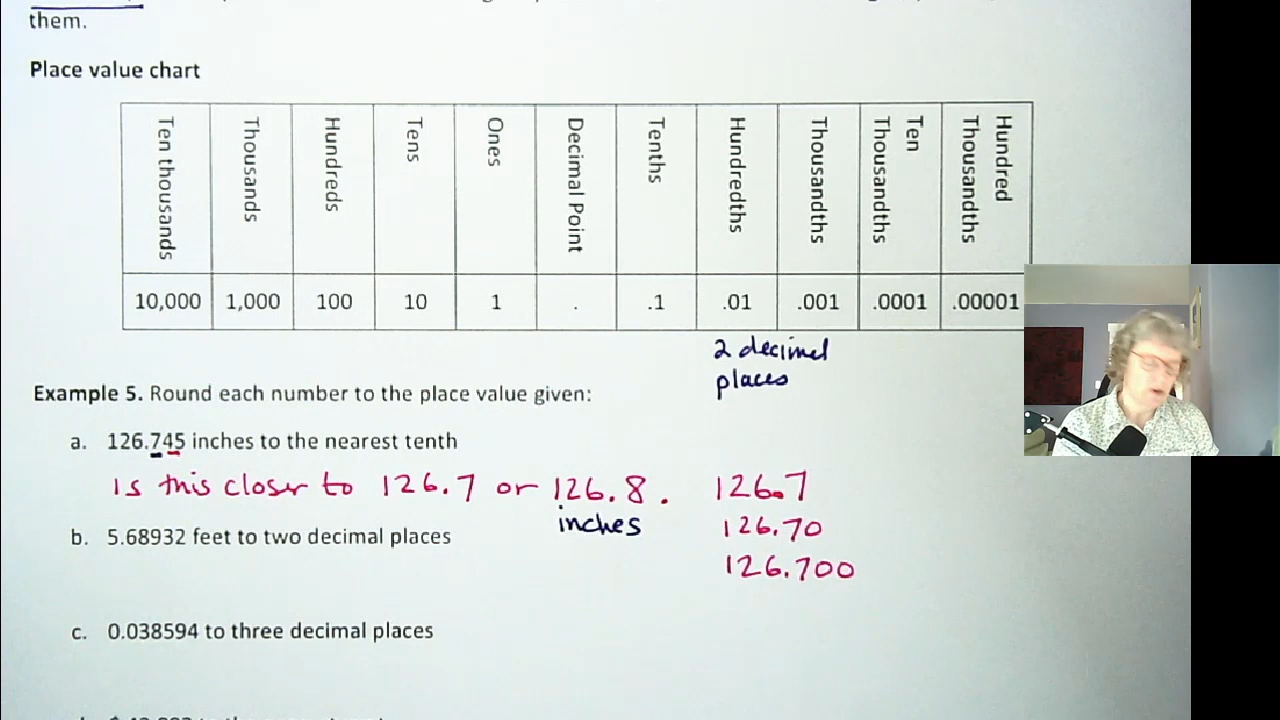 them.
Place value chart
Ten thousands Thousands Hundreds Tens Ones Decimal Point Tenths Hundredths Thousandths Ten Thousandths Hundred Thousandths
10,000 1,000 100 10 1 . .1 .01 .001 .0001 .00001
2 decimal
places
Example 5. Round each number to the place value given:
a. 126.745 inches to the nearest tenth
Is this closer to 126.7 or 126.8. 126.7
inches 126.70
b. 5.68932 feet to two decimal places
126.700
c. 0.038594 to three decimal places